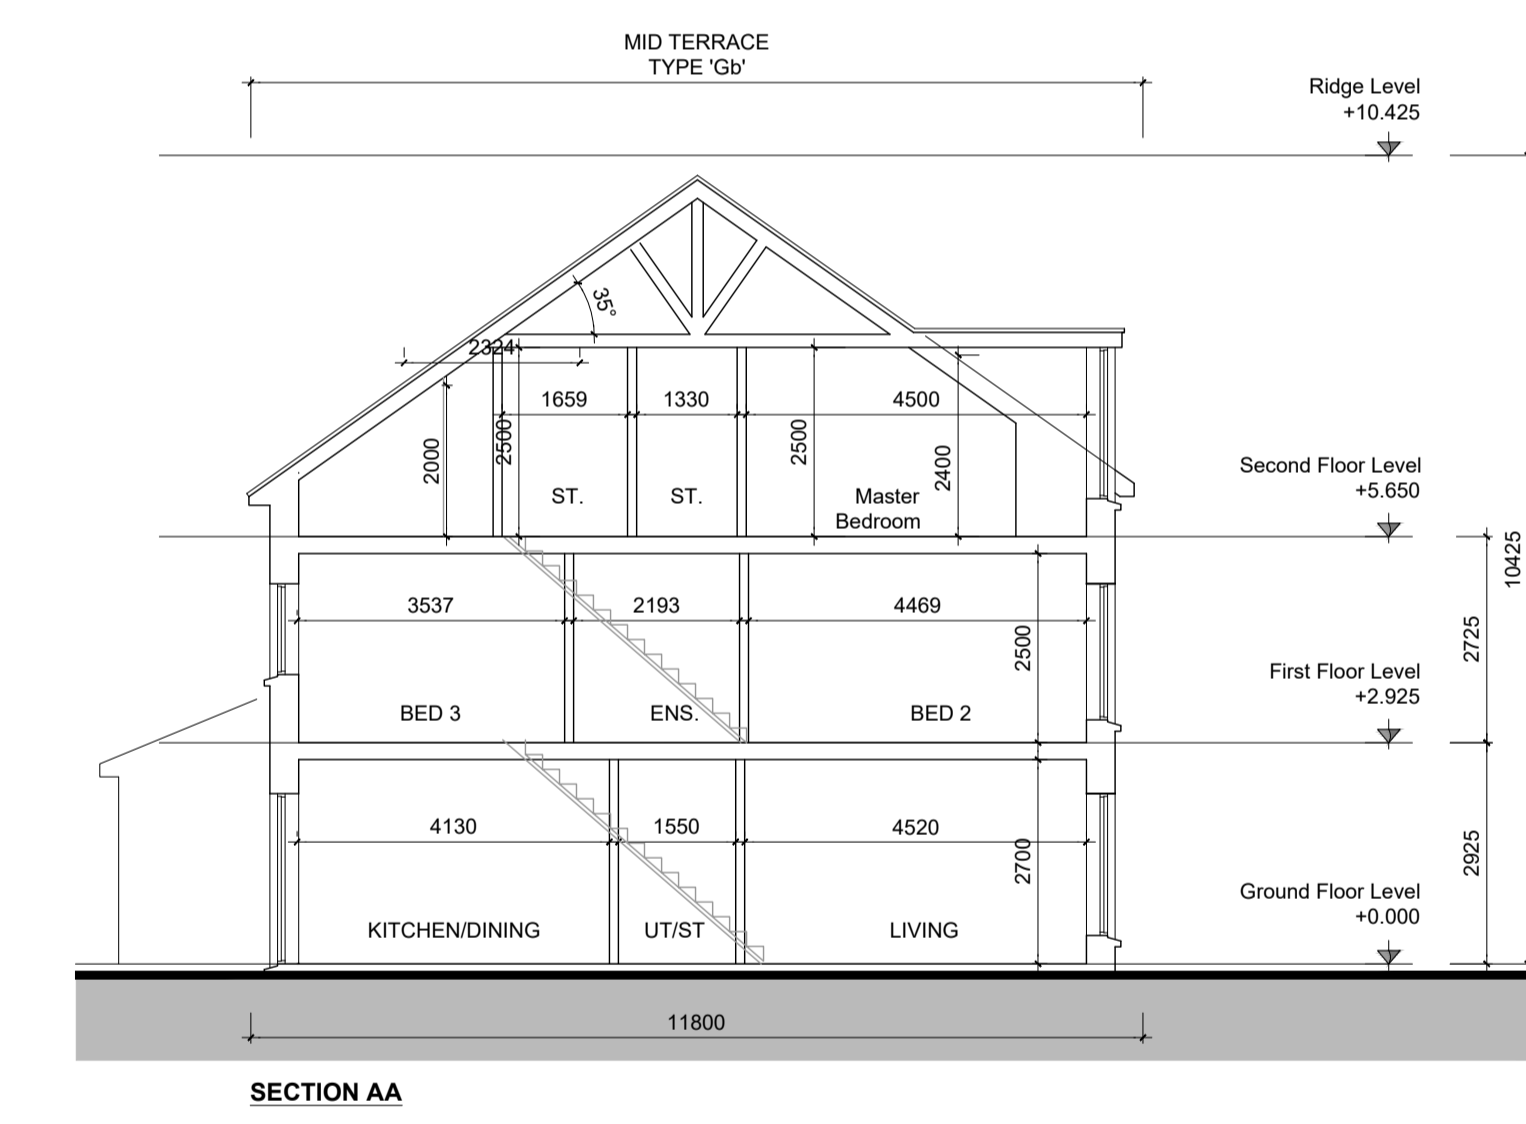 MID TERRACE
TYPE 'Gb'
Ridge Level
+10.425
35°
2324
1659
1330
4500
2000
2500
2500
2400
ST.
ST.
Master
Bedroom
Second Floor Level
+5.650
10425
3537
2193
4469
2500
2725
BED 3
ENS.
BED 2
First Floor Level
+2.925
4130
1550
4520
2700
2925
KITCHEN/DINING
UT/ST
LIVING
Ground Floor Level
+0.000
11800
SECTION AA